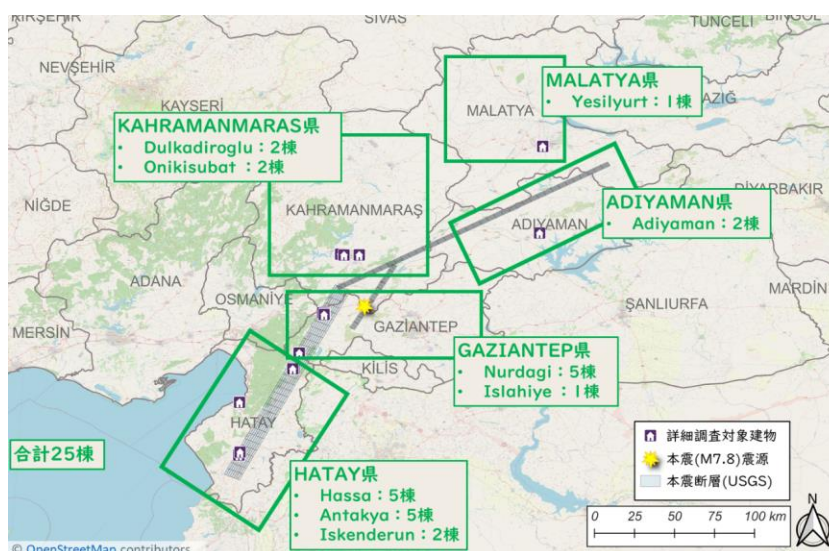 KIRŞEHİR
SIVAS
TUNCELI
BINGÖL
NEVŞEHİR
KAYSERİ
MALATYA
MALATYA県
• Yesilyurt：1棟
KAHRAMANMARAS県
• Dulkadiroglu：2棟
• Onikisubat：2棟
DİYARBAKIR
NİĞDE
KAHRAMANMARAŞ
ADIYAMAN
ADIYAMAN県
• Adiyaman：2棟
ADANA
OSMANİYE
ŞANLIURFA
MARDİN
MERSİN
GAZİANTEP
KİLİS
GAZIANTEP県
• Nurdagi：5棟
• Islahiye：1棟
HATAY
合計25棟
HATAY県
• Hassa：5棟
• Antakya：5棟
• Iskenderun：2棟
詳細調査対象建物
本震(M7.8)震源
本震断層(USGS)
N
0 25 50 75 100 km
© OpenStreetMap contributors